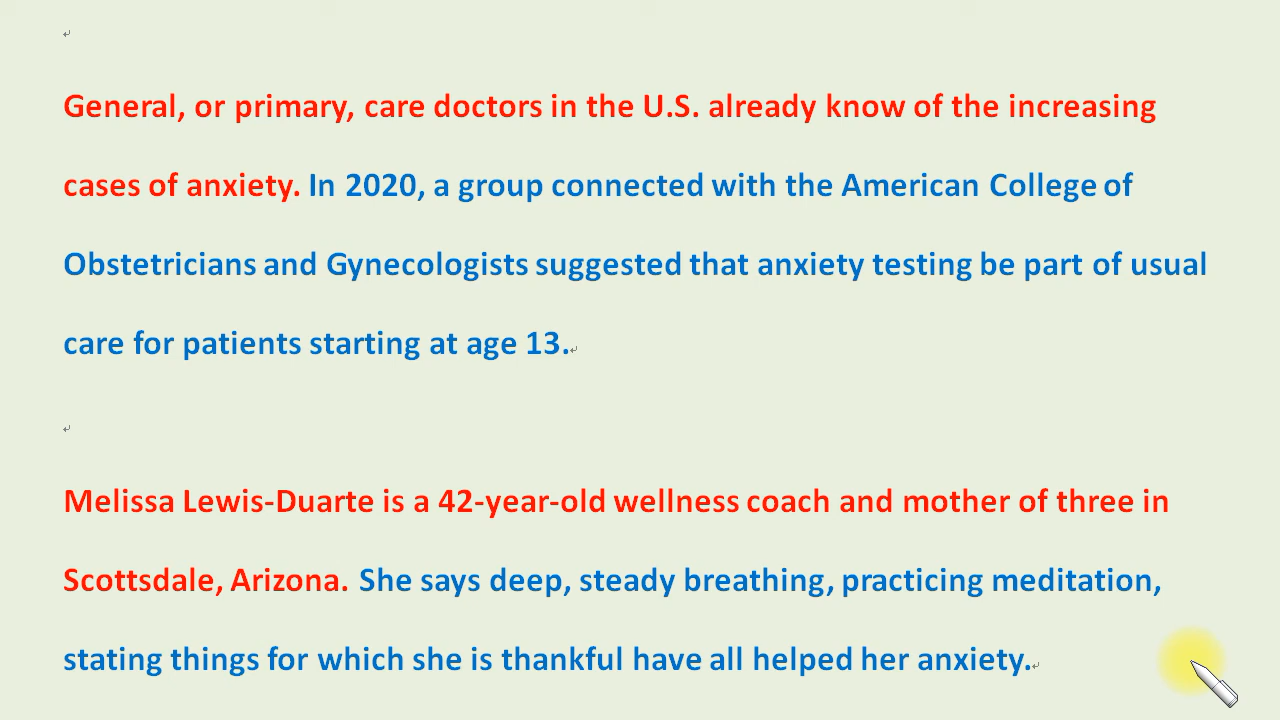 General, or primary, care doctors in the U.S. already know of the increasing
cases of anxiety. In 2020, a group connected with the American College of
Obstetricians and Gynecologists suggested that anxiety testing be part of usual
care for patients starting at age 13.
Melissa Lewis-Duarte is a 42-year-old wellness coach and mother of three in
Scottsdale, Arizona. She says deep, steady breathing, practicing meditation,
stating things for which she is thankful have all helped her anxiety.